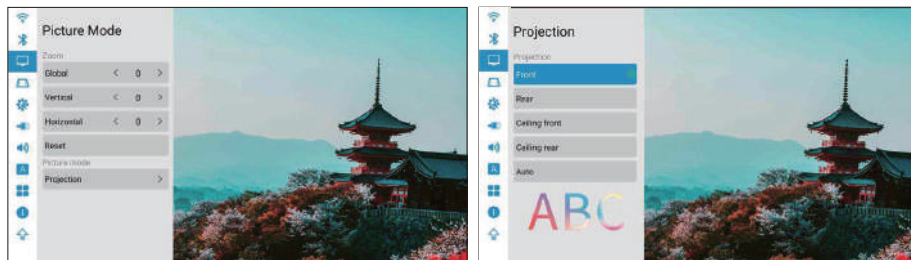 Picture Mode
Zoom
Global < 0 >
Vertical < 0 >
Horizontal < 0 >
Reset
Picture mode
Projection >
A
Projection
Projection
Front
Rear
Ceiling front
Ceiling rear
Auto
A
ABC